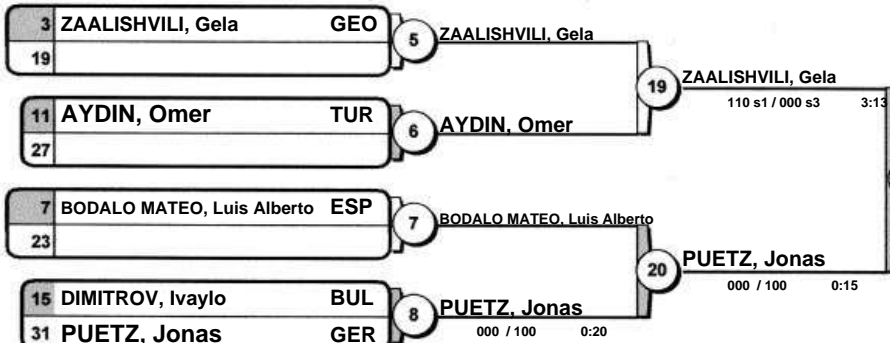 3 ZAALISHVILI, Gela GEO
19
5 ZAALISHVILI, Gela
11 AYDIN, Omer TUR
27
6 AYDIN, Omer
19 ZAALISHVILI, Gela
110 s1 / 000 s3 3:13
7 BODALO MATEO, Luis Alberto ESP
23
7 BODALO MATEO, Luis Alberto
15 DIMITROV, Ivaylo BUL
31 PUETZ, Jonas GER
8 PUETZ, Jonas
000 / 100 0:20
20 PUETZ, Jonas
000 / 100 0:15